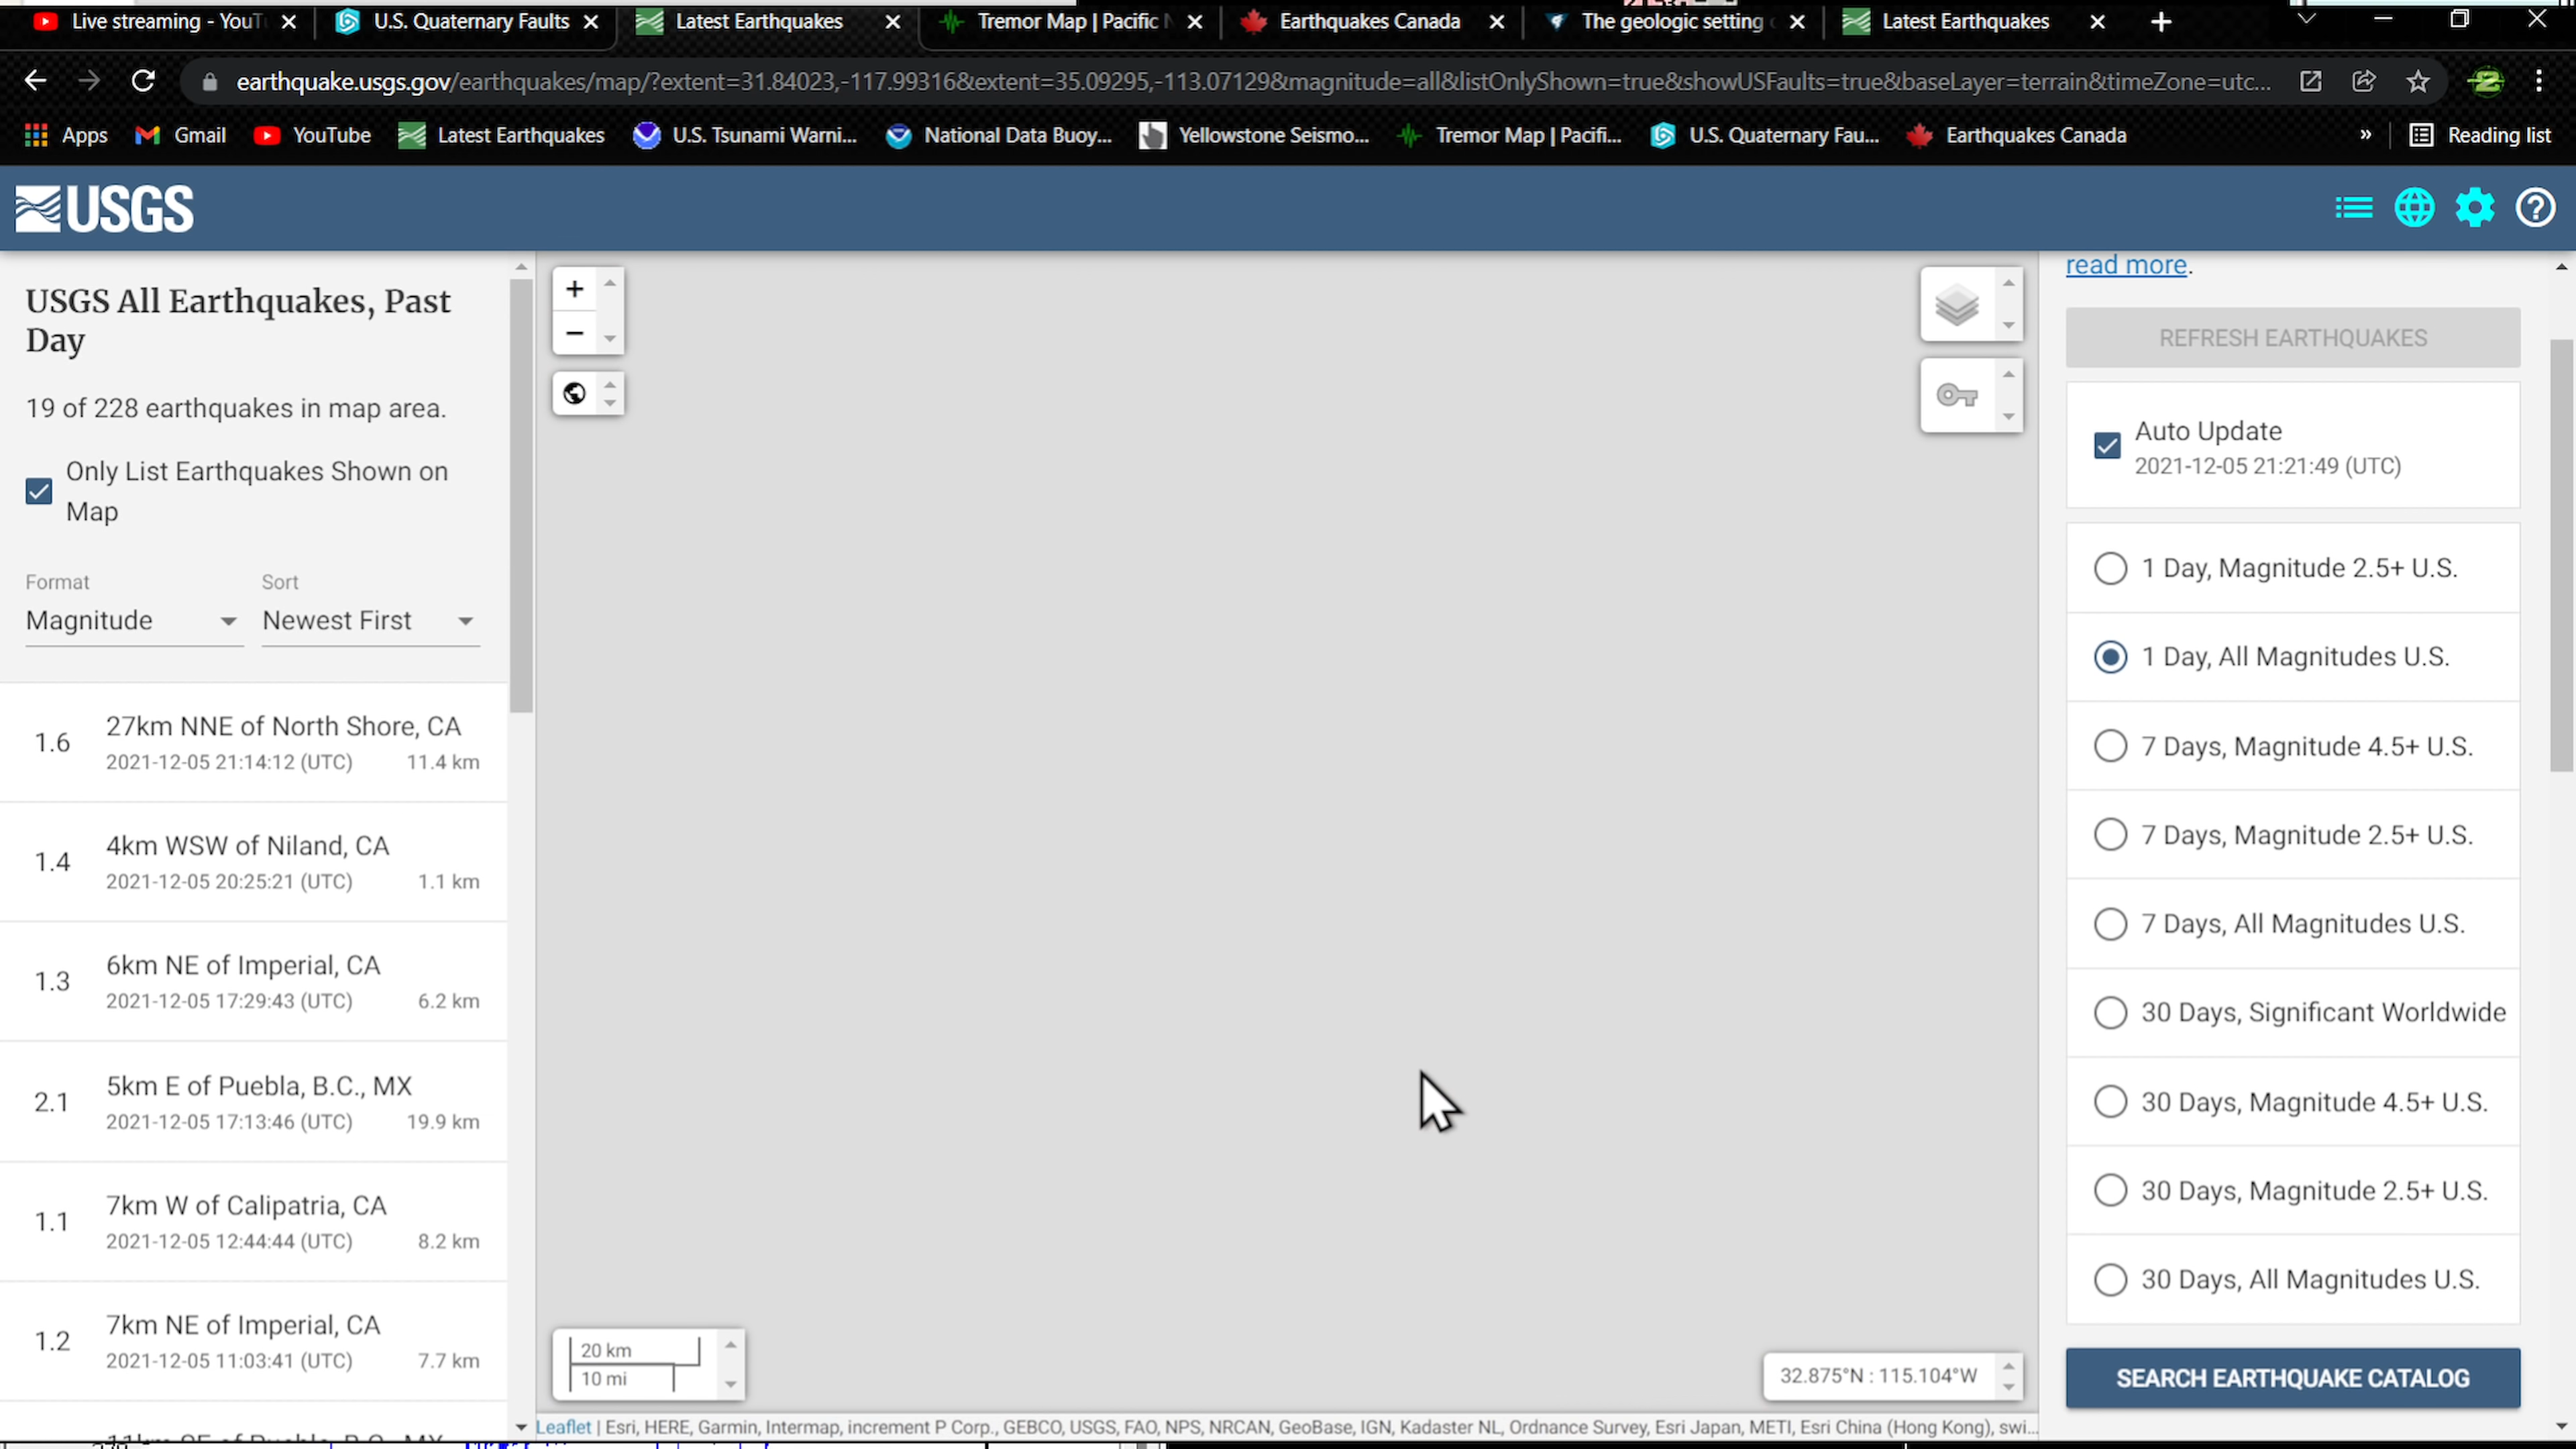 Live streaming - YouT
U.S. Quaternary Faults
Latest Earthquakes
Tremor Map | Pacific
Earthquakes Canada
The geologic setting
Latest Earthquakes
earthquake.usgs.gov/earthquakes/map/?extent=31.84023,-117.99316&extent=35.09295,-113.07129&magnitude=all&listOnlyShown=true&showUSFaults=true&baseLayer=terrain&timeZone=utc...
Apps
Gmail
YouTube
Latest Earthquakes
U.S. Tsunami Warni...
National Data Buoy...
Yellowstone Seismo...
Tremor Map | Pacifi...
U.S. Quaternary Fau...
Earthquakes Canada
»
Reading list
USGS
USGS All Earthquakes, Past
Day
19 of 228 earthquakes in map area.
Only List Earthquakes Shown on
Map
Format
Sort
Magnitude
Newest First
1.6
27km NNE of North Shore, CA
2021-12-05 21:14:12 (UTC) 11.4 km
1.4
4km WSW of Niland, CA
2021-12-05 20:25:21 (UTC) 1.1 km
1.3
6km NE of Imperial, CA
2021-12-05 17:29:43 (UTC) 6.2 km
2.1
5km E of Puebla, B.C., MX
2021-12-05 17:13:46 (UTC) 19.9 km
1.1
7km W of Calipatria, CA
2021-12-05 12:44:44 (UTC) 8.2 km
1.2
7km NE of Imperial, CA
2021-12-05 11:03:41 (UTC) 7.7 km
20 km
10 mi
32.875°N : 115.104°W
Leaflet | Esri, HERE, Garmin, Intermap, increment P Corp., GEBCO, USGS, FAO, NPS, NRCAN, GeoBase, IGN, Kadaster NL, Ordnance Survey, Esri Japan, METI, Esri China (Hong Kong), swi...
read more.
REFRESH EARTHQUAKES
Auto Update
2021-12-05 21:21:49 (UTC)
1 Day, Magnitude 2.5+ U.S.
1 Day, All Magnitudes U.S.
7 Days, Magnitude 4.5+ U.S.
7 Days, Magnitude 2.5+ U.S.
7 Days, All Magnitudes U.S.
30 Days, Significant Worldwide
30 Days, Magnitude 4.5+ U.S.
30 Days, Magnitude 2.5+ U.S.
30 Days, All Magnitudes U.S.
SEARCH EARTHQUAKE CATALOG